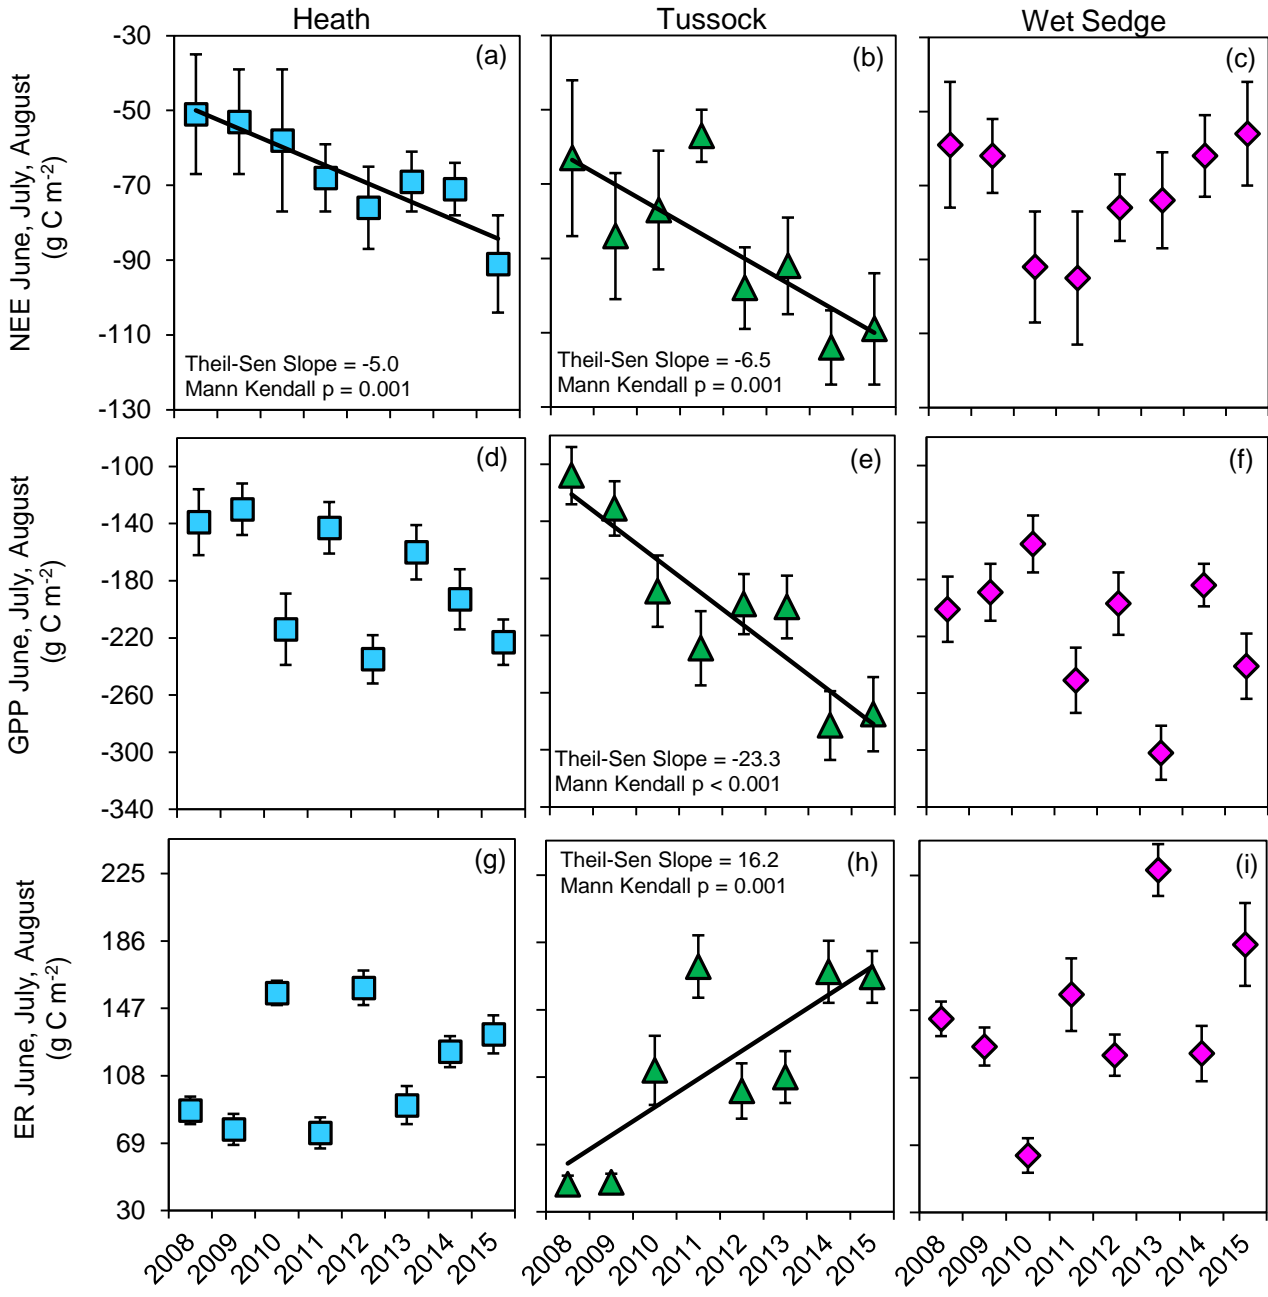 Heath Tussock Wet Sedge
NEE June, July, August
(g C m-2)
-30
-50
-70
-90
-110
-130
(a)
Theil-Sen Slope = -5.0
Mann Kendall p = 0.001
(b)
Theil-Sen Slope = -6.5
Mann Kendall p = 0.001
(c)
GPP June, July, August
(g C m-2)
-100
-140
-180
-220
-260
-300
-340
(d)
(e)
Theil-Sen Slope = -23.3
Mann Kendall p < 0.001
(f)
ER June, July, August
(g C m-2)
225
186
147
108
69
30
(g)
Theil-Sen Slope = 16.2
Mann Kendall p = 0.001
(h)
(i)
2008 2009 2010 2011 2012 2013 2014 2015
2008 2009 2010 2011 2012 2013 2014 2015
2008 2009 2010 2011 2012 2013 2014 2015